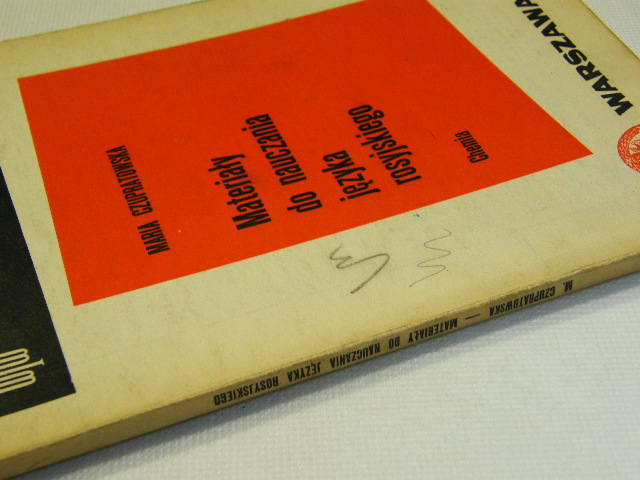 MARIA CZUPRATOWSKA
Materiały
do nauczania
języka
rosyjskiego
Chemia
WARSZAWA
M. CZUPRATOWSKA — MATERIAŁY DO NAUCZANIA JĘZYKA ROSYJSKIEGO